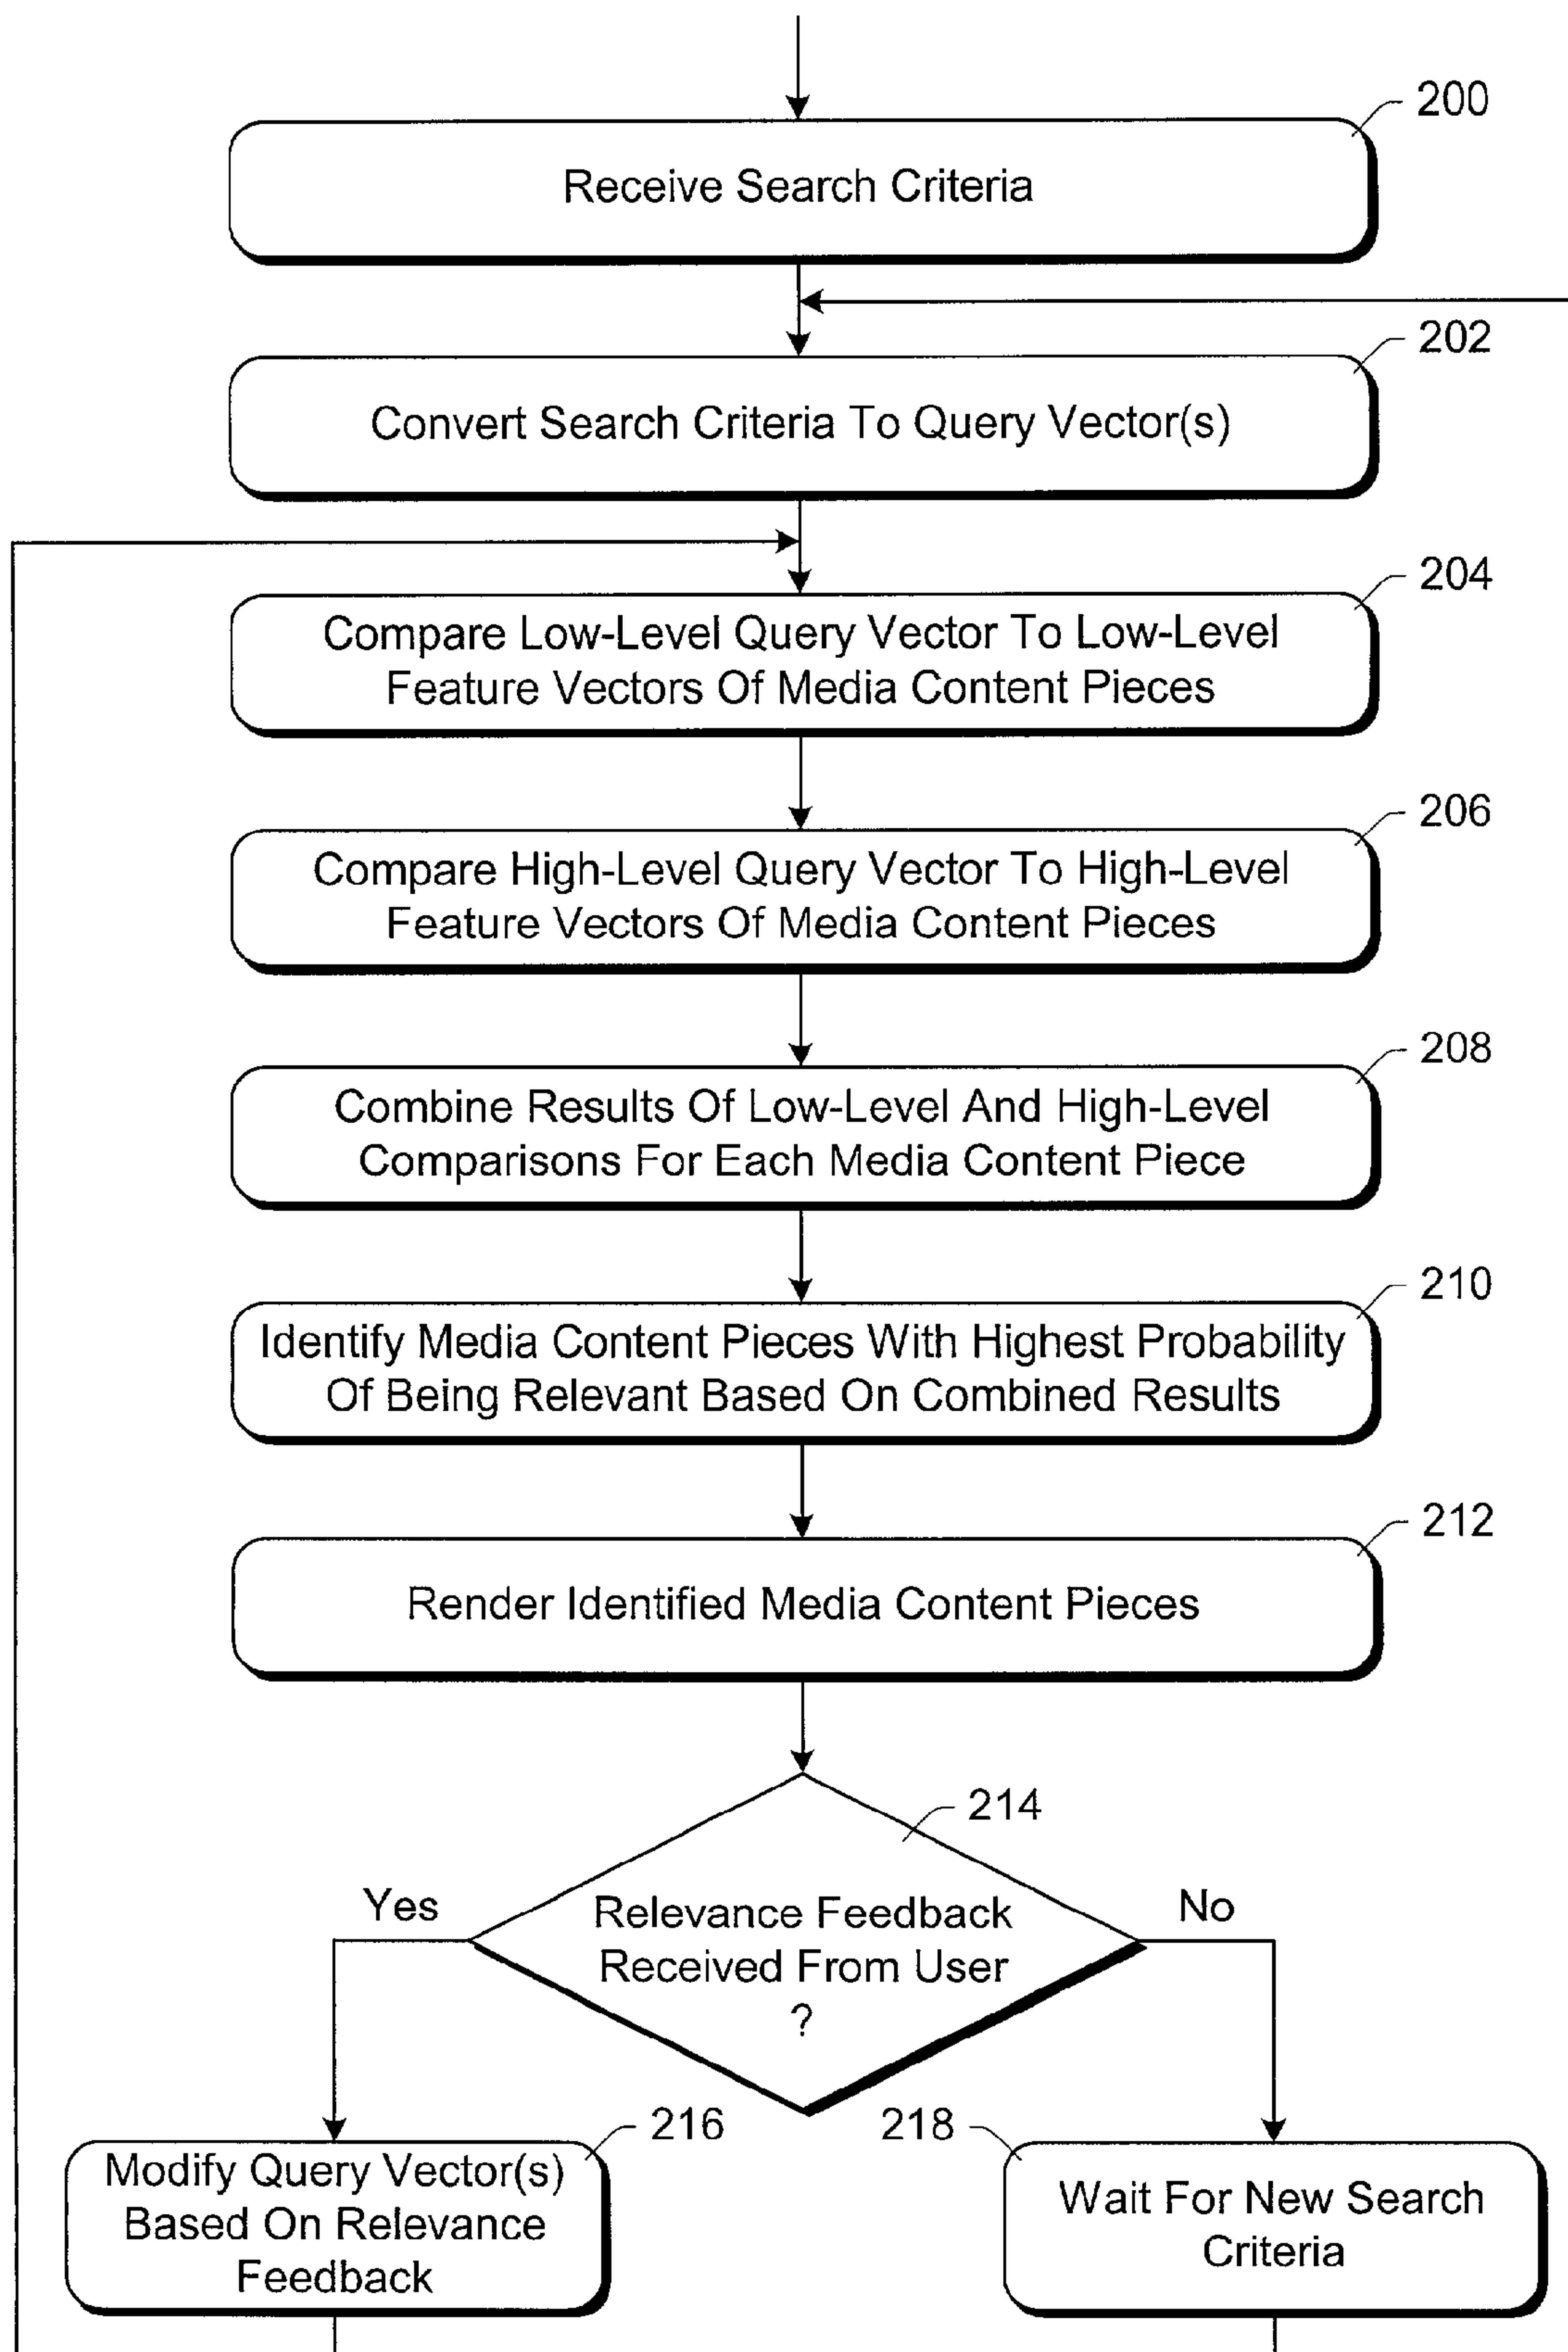 200
Receive Search Criteria
202
Convert Search Criteria To Query Vector(s)
204
Compare Low-Level Query Vector To Low-Level
Feature Vectors Of Media Content Pieces
206
Compare High-Level Query Vector To High-Level
Feature Vectors Of Media Content Pieces
208
Combine Results Of Low-Level And High-Level
Comparisons For Each Media Content Piece
210
Identify Media Content Pieces With Highest Probability
Of Being Relevant Based On Combined Results
212
Render Identified Media Content Pieces
214
Relevance Feedback
Received From User
?
Yes
No
216
Modify Query Vector(s)
Based On Relevance
Feedback
218
Wait For New Search
Criteria